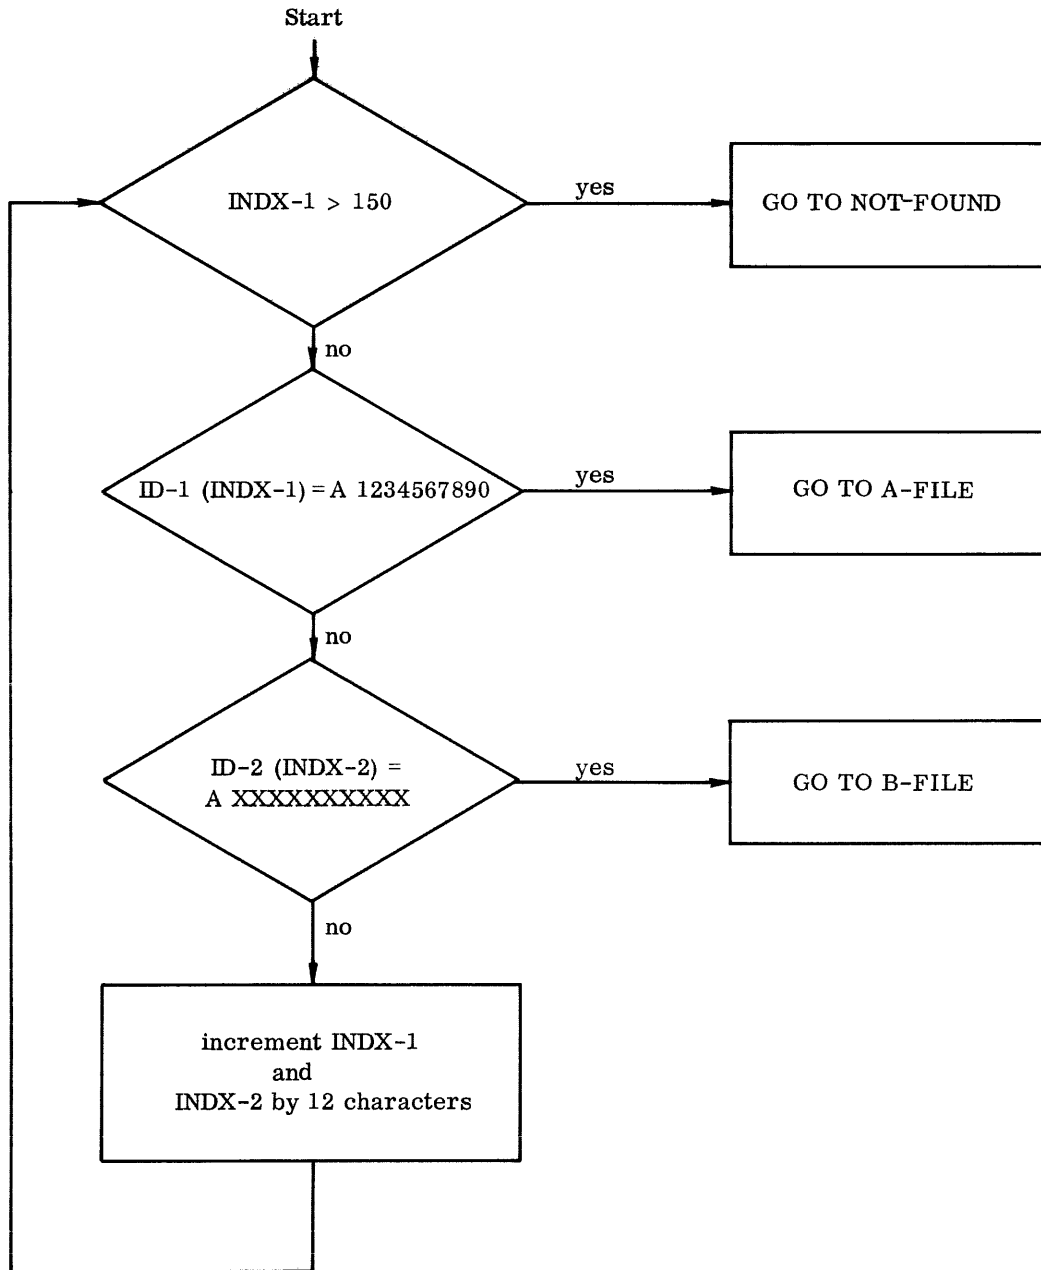 Start
INDX-1 > 150
yes
GO TO NOT-FOUND
no
ID-1 (INDX-1) = A 1234567890
yes
GO TO A-FILE
no
ID-2 (INDX-2) =
A XXXXXXXXXX
yes
GO TO B-FILE
no
increment INDX-1
and
INDX-2 by 12 characters